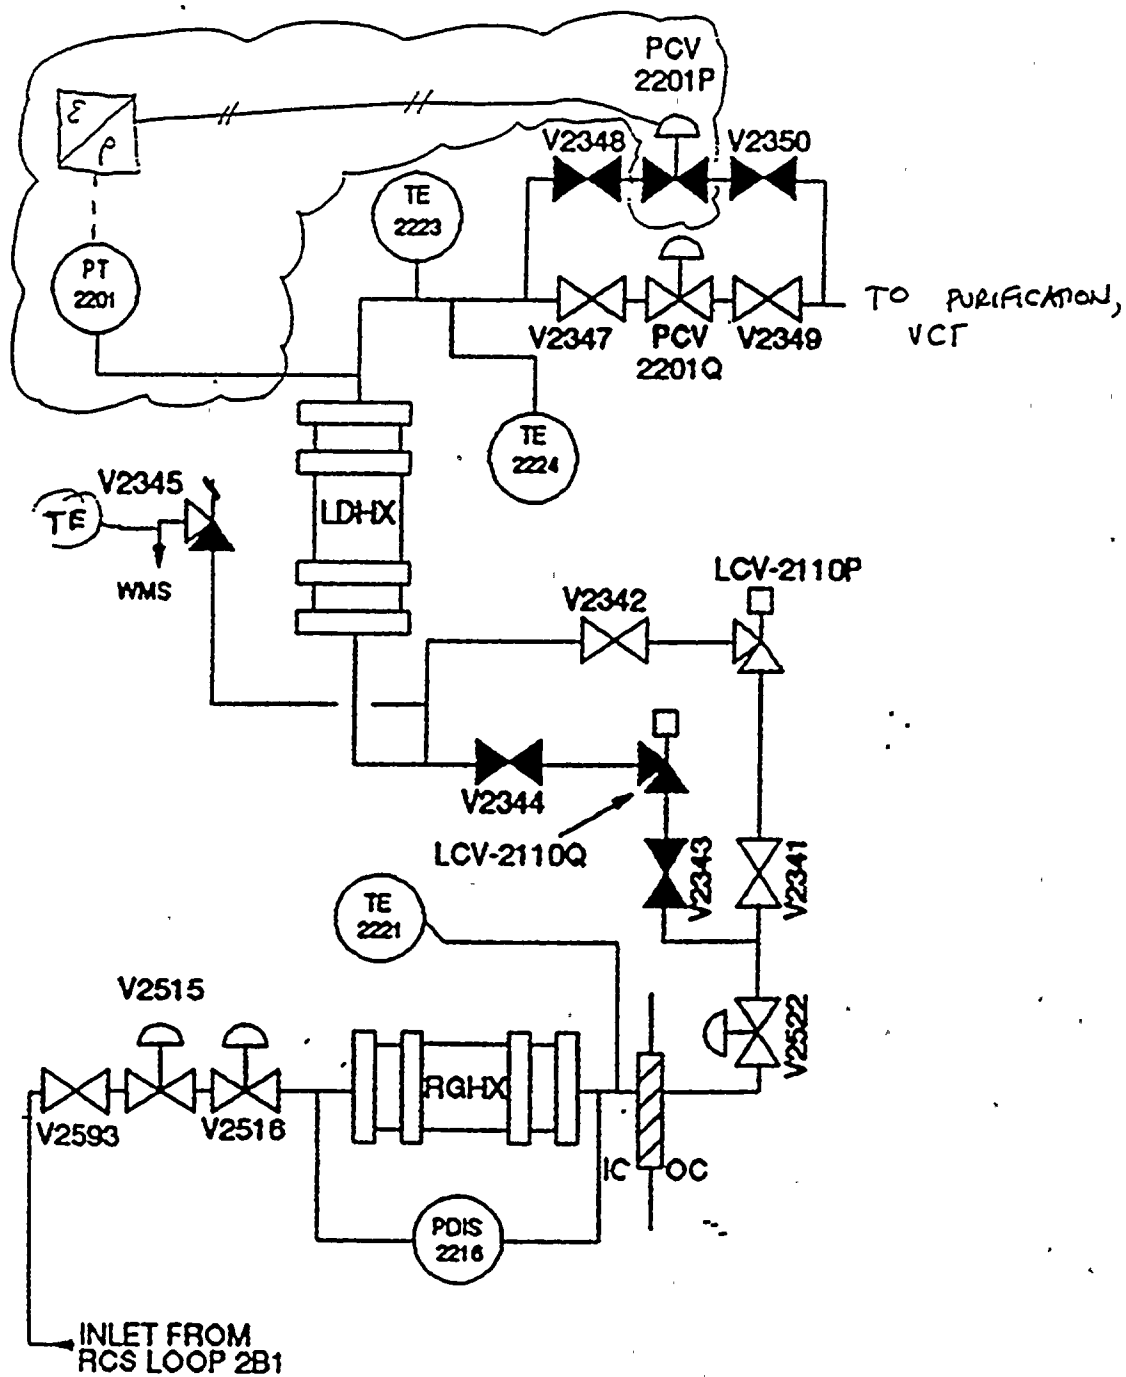 PCV
2201P
E
P
V2348
V2350
TE
2223
PT
2201
TO PURIFICATION,
VCT
V2347
PCV
2201Q
V2349
TE
2224
V2345
TE
WMS
LDHX
LCV-2110P
V2342
V2344
LCV-2110Q
V2343
V2341
TE
2221
V2515
V2522
RGHX
V2593
V2516
IC
OC
PDIS
2216
INLET FROM
RCS LOOP 2B1